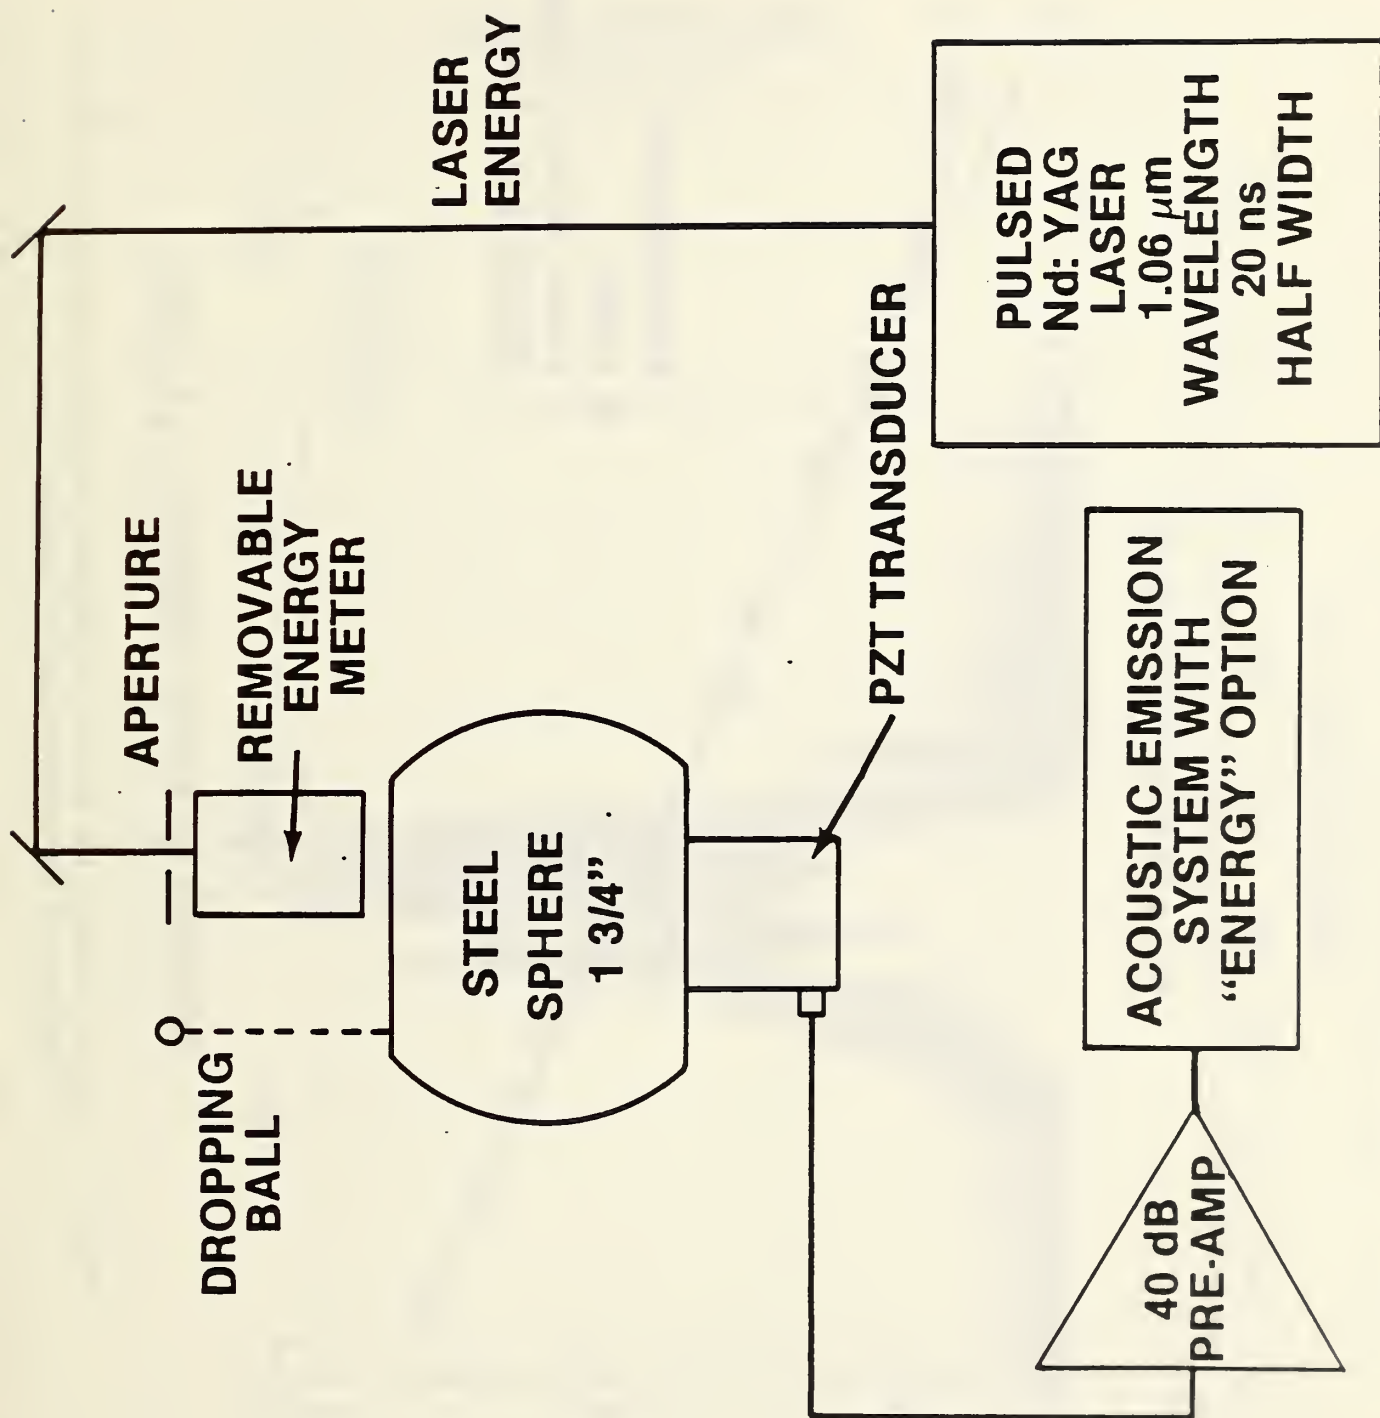 LASER
ENERGY
APERTURE
REMOVABLE
ENERGY
METER
DROPPING
BALL
STEEL
SPHERE
1 3/4”
PZT TRANSDUCER
PULSED
Nd: YAG
LASER
1.06 μm
WAVELENGTH
20 ns
HALF WIDTH
ACOUSTIC EMISSION
SYSTEM WITH
“ENERGY” OPTION
40 dB
PRE-AMP